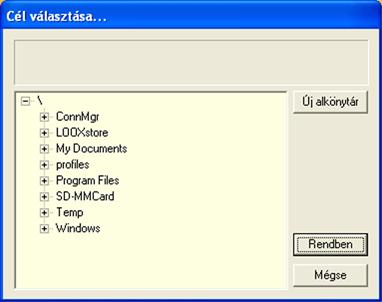 Cél választása...
Új alkönytár
\
ConnMgr
LOOXstore
My Documents
profiles
Program Files
SD-MMCard
Temp
Windows
Rendben
Mégse